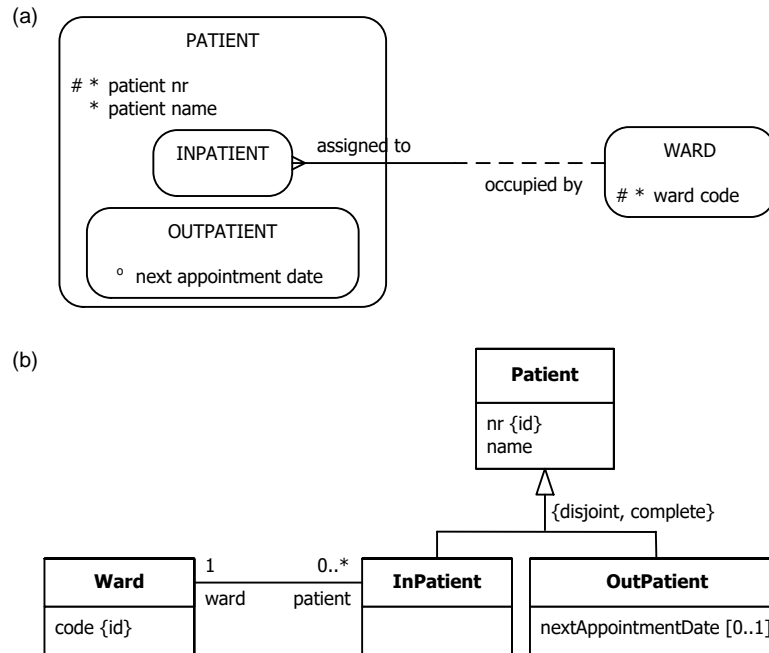 (a)
PATIENT
# * patient nr
* patient name
INPATIENT
assigned to
occupied by
WARD
# * ward code
OUTPATIENT
o next appointment date
(b)
Patient
nr {id}
name
{disjoint, complete}
Ward
code {id}
1
0..*
ward
patient
InPatient
OutPatient
nextAppointmentDate [0..1]